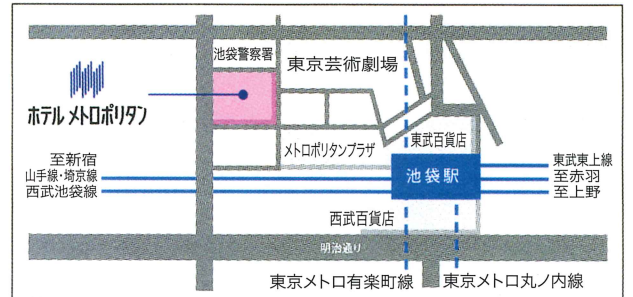 池袋警察署
東京芸術劇場
ホテル メトロポリタン
メトロポリタンプラザ
東武百貨店
至新宿
山手線・埼京線
西武池袋線
池袋駅
東武東上線
至赤羽
至上野
西武百貨店
明治通り
東京メトロ有楽町線
東京メトロ丸ノ内線